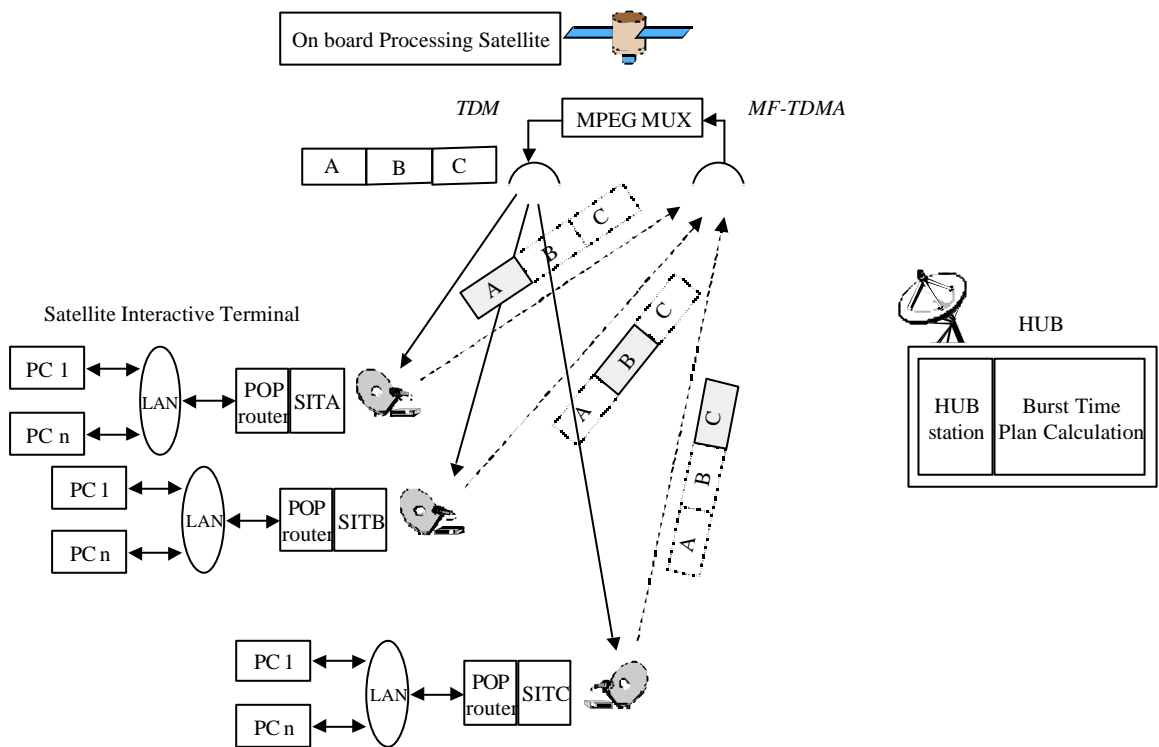 On board Processing Satellite
TDM
MPEG MUX
MF-TDMA
A B C
A B C
A B C
A B C
Satellite Interactive Terminal
HUB
PC 1
PC n
LAN
POP router
SITA
HUB station
Burst Time
Plan Calculation
PC 1
PC n
LAN
POP router
SITB
PC 1
PC n
LAN
POP router
SITC